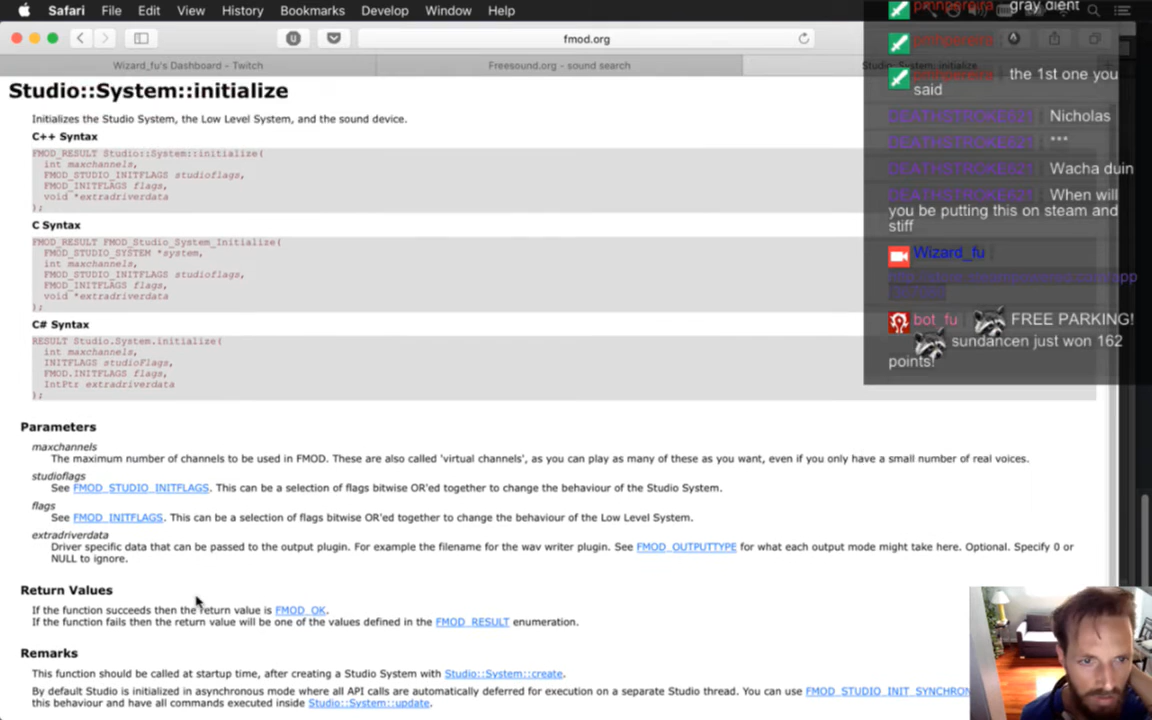 Safari File Edit View History Bookmarks Develop Window Help
fmod.org
Wizard_fu's Dashboard - Twitch
Freesound.org - sound search
Studio::System::initialize
Studio::System::initialize
Initializes the Studio System, the Low Level System, and the sound device.
C++ Syntax
FMOD_RESULT Studio::System::initialize(
int maxchannels,
FMOD_STUDIO_INITFLAGS studioflags,
FMOD_INITFLAGS flags,
void *extradriverdata
);
C Syntax
FMOD_RESULT FMOD_Studio_System_Initialize(
FMOD_STUDIO_SYSTEM *system,
int maxchannels,
FMOD_STUDIO_INITFLAGS studioflags,
FMOD_INITFLAGS flags,
void *extradriverdata
);
C# Syntax
RESULT Studio.System.initialize(
int maxchannels,
INITFLAGS studioFlags,
FMOD.INITFLAGS flags,
IntPtr extradriverdata
);
Parameters
maxchannels
The maximum number of channels to be used in FMOD. These are also called 'virtual channels', as you can play as many of these as you want, even if you only have a small number of real voices.
studioflags
See FMOD_STUDIO_INITFLAGS. This can be a selection of flags bitwise OR'ed together to change the behaviour of the Studio System.
flags
See FMOD_INITFLAGS. This can be a selection of flags bitwise OR'ed together to change the behaviour of the Low Level System.
extradriverdata
Driver specific data that can be passed to the output plugin. For example the filename for the wav writer plugin. See FMOD_OUTPUTTYPE for what each output mode might take here. Optional. Specify 0 or
NULL to ignore.
Return Values
If the function succeeds then the return value is FMOD_OK.
If the function fails then the return value will be one of the values defined in the FMOD_RESULT enumeration.
Remarks
This function should be called at startup time, after creating a Studio System with Studio::System::create.
By default Studio is initialized in asynchronous mode where all API calls are automatically deferred for execution on a separate Studio thread. You can use FMOD_STUDIO_INIT_SYNCHRON
this behaviour and have all commands executed inside Studio::System::update.
gray dient
the 1st one you
said
DEATHSTROKE621 Nicholas
DEATHSTROKE621 ***
DEATHSTROKE621 Wacha duin
DEATHSTROKE621 When will
you be putting this on steam and
stiff
Wizard_fu
bot_fu FREE PARKING!
sundancen just won 162
points!